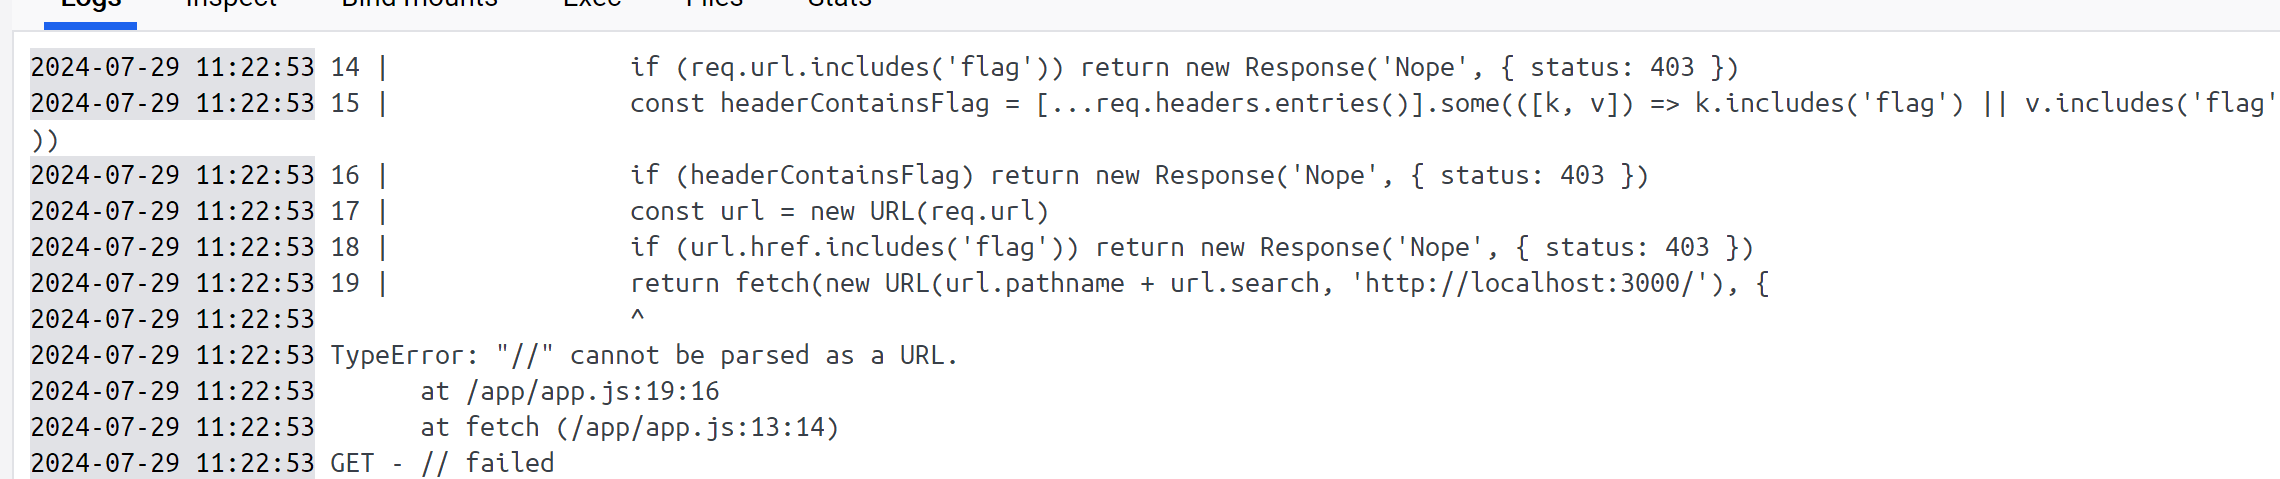 Logs Inspect Bind mounts Exec Files Stats
2024-07-29 11:22:53 14 | if (req.url.includes('flag')) return new Response('Nope', { status: 403 })
2024-07-29 11:22:53 15 | const headerContainsFlag = [...req.headers.entries()].some(([k, v]) => k.includes('flag') || v.includes('flag'
))
2024-07-29 11:22:53 16 | if (headerContainsFlag) return new Response('Nope', { status: 403 })
2024-07-29 11:22:53 17 | const url = new URL(req.url)
2024-07-29 11:22:53 18 | if (url.href.includes('flag')) return new Response('Nope', { status: 403 })
2024-07-29 11:22:53 19 | return fetch(new URL(url.pathname + url.search, 'http://localhost:3000/'), {
2024-07-29 11:22:53 ^
2024-07-29 11:22:53 TypeError: "//" cannot be parsed as a URL.
2024-07-29 11:22:53 at /app/app.js:19:16
2024-07-29 11:22:53 at fetch (/app/app.js:13:14)
2024-07-29 11:22:53 GET - // failed